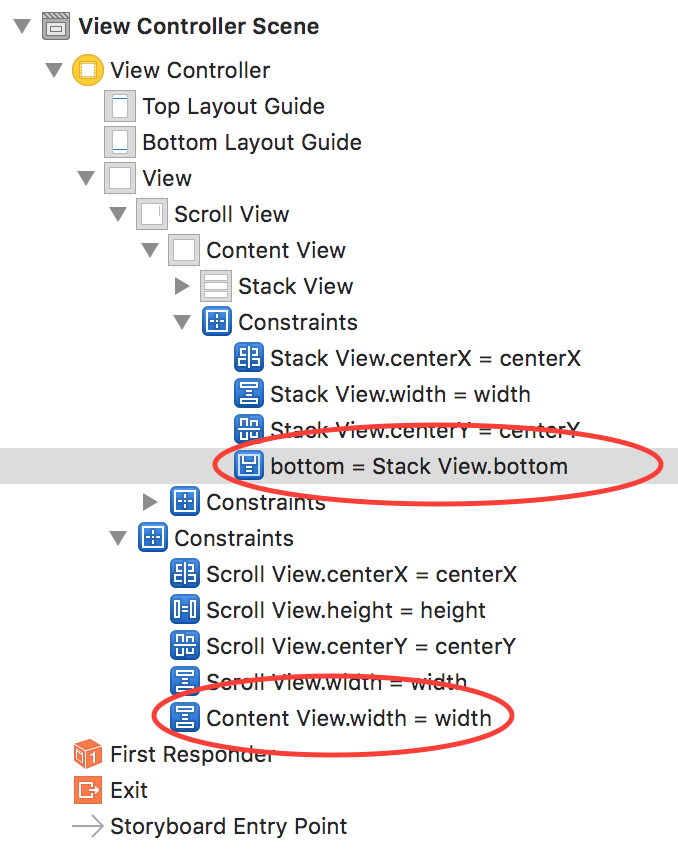 View Controller Scene
View Controller
Top Layout Guide
Bottom Layout Guide
View
Scroll View
Content View
Stack View
Constraints
Stack View.centerX = centerX
Stack View.width = width
Stack View.centerY = centerY
bottom = Stack View.bottom
Constraints
Constraints
Scroll View.centerX = centerX
Scroll View.height = height
Scroll View.centerY = centerY
Scroll View.width = width
Content View.width = width
First Responder
Exit
Storyboard Entry Point